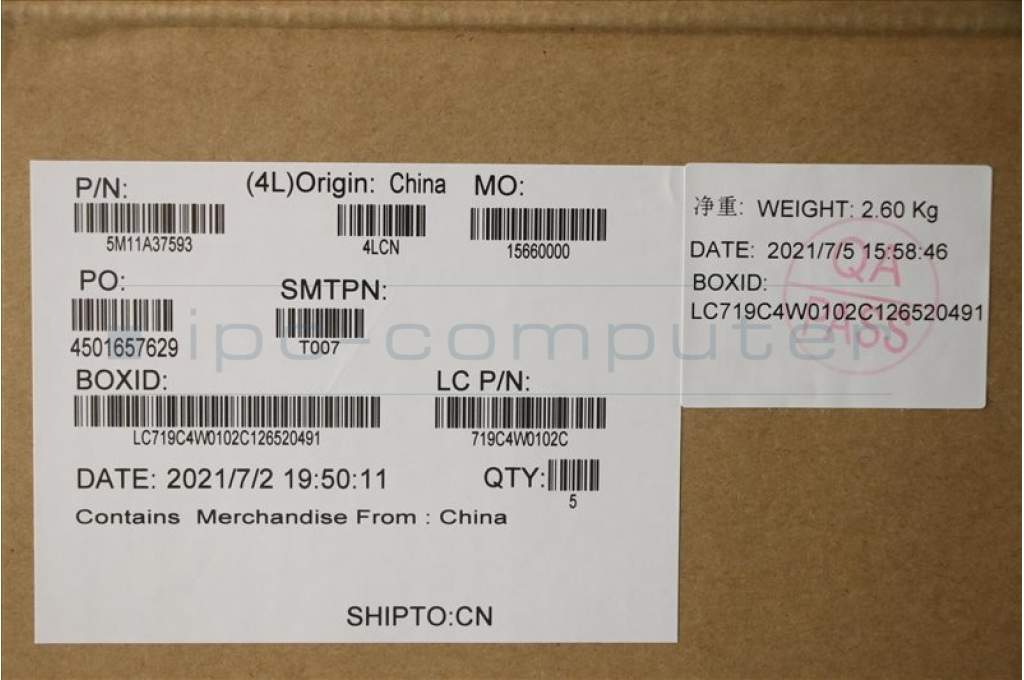 P/N:
5M11A37593
(4L)Origin: China
4LCN
MO:
15660000
PO:
4501657629
SMTPN:
T007
BOXID:
LC719C4W0102C126520491
LC P/N:
719C4W0102C
DATE: 2021/7/2 19:50:11
QTY:
5
Contains Merchandise From : China
SHIPTO:CN
净重: WEIGHT: 2.60 Kg
DATE: 2021/7/5 15:58:46
BOXID:
LC719C4W0102C126520491
QA
PASS
ipc-computer